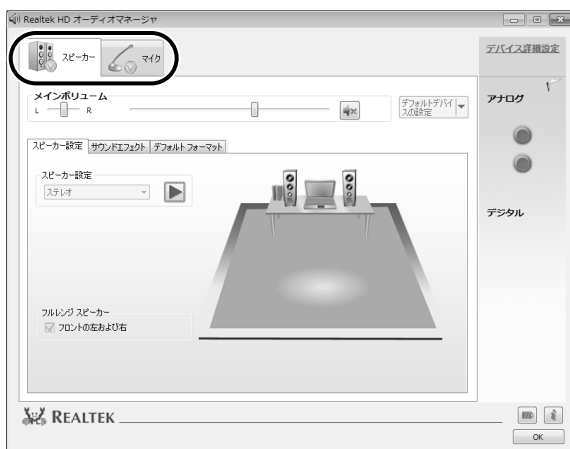 Realtek HD オーディオマネージャ
スピーカー
マイク
デバイス詳細設定
メインボリューム
L
R
デフォルトデバイ
スの設定
アナログ
スピーカー設定
サウンドエフェクト
デフォルトフォーマット
スピーカー設定
ステレオ
デジタル
フルレンジ スピーカー
フロントの左および右
REALTEK
OK